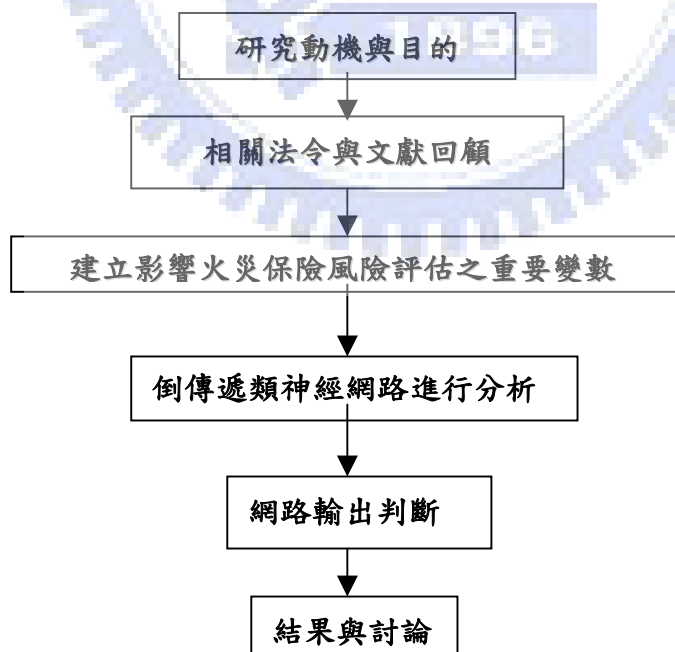 1896
研究動機與目的
相關法令與文獻回顧
建立影響火災保險風險評估之重要變數
倒傳遞類神經網路進行分析
網路輸出判斷
結果與討論